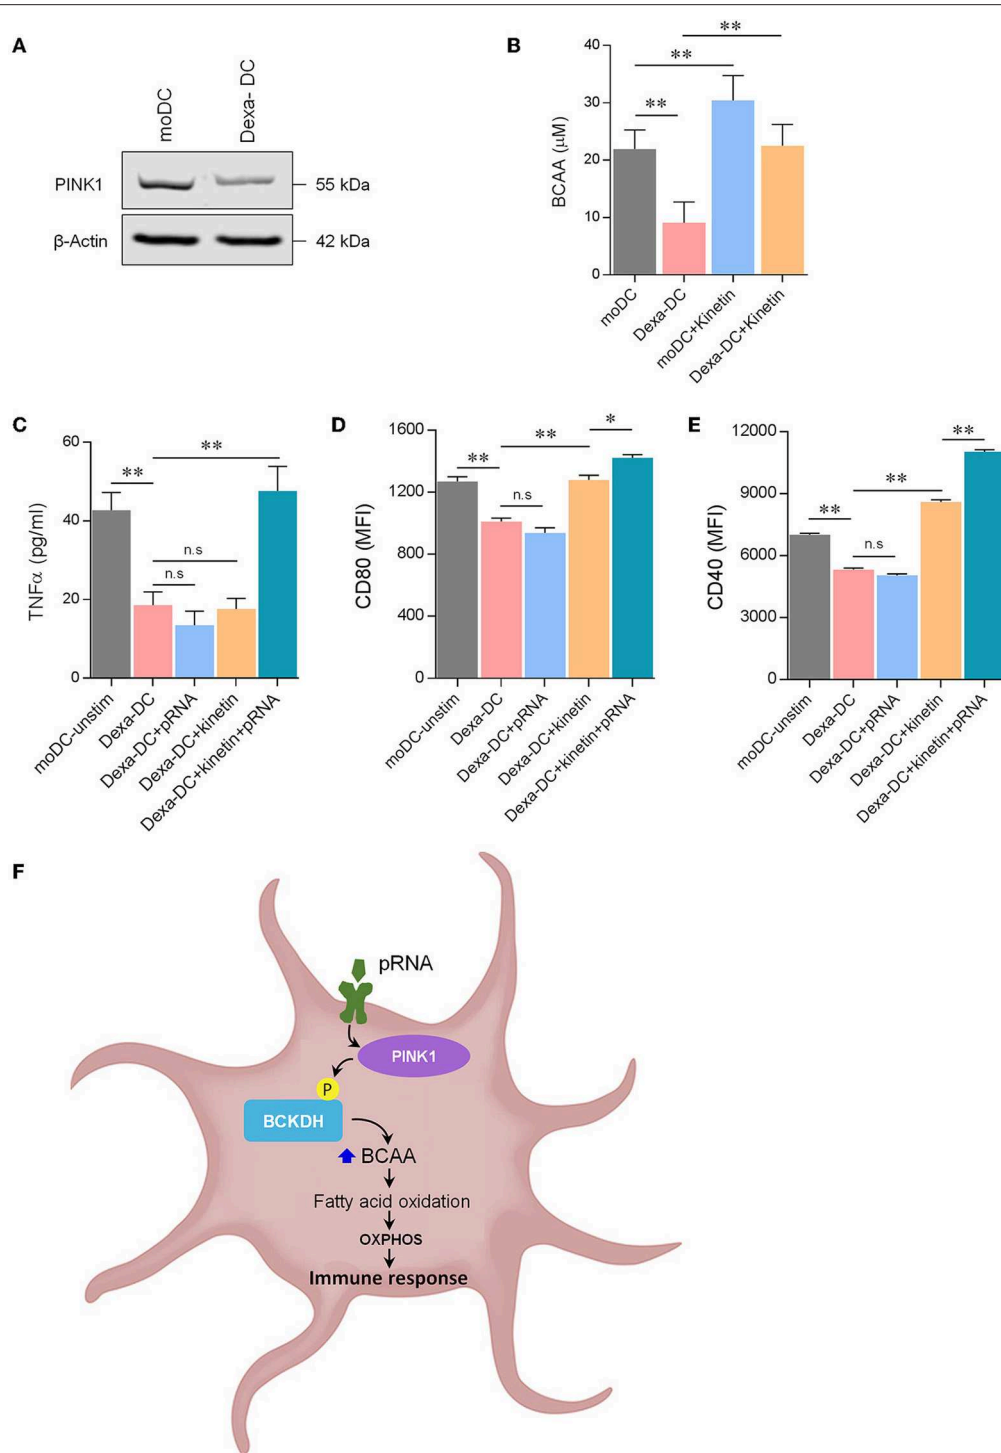 A
moDC
Dexa- DC
PINK1
55 kDa
β-Actin
42 kDa
B
BCAA (μM)
40
30
20
10
0
**
**
**
moDC
Dexa-DC
moDC+Kinetin
Dexa-DC+Kinetin
C
TNFα (pg/ml)
60
40
20
0
**
**
n.s
n.s
moDC-unstim
Dexa-DC
Dexa-DC+pRNA
Dexa-DC+kinetin
Dexa-DC+kinetin+pRNA
D
CD80 (MFI)
1600
1200
800
400
0
**
**
*
n.s
moDC-unstim
Dexa-DC
Dexa-DC+pRNA
Dexa-DC+kinetin
Dexa-DC+kinetin+pRNA
E
CD40 (MFI)
12000
9000
6000
3000
0
**
**
**
n.s
moDC-unstim
Dexa-DC
Dexa-DC+pRNA
Dexa-DC+kinetin
Dexa-DC+kinetin+pRNA
F
pRNA
PINK1
P
BCKDH
BCAA
Fatty acid oxidation
OXPHOS
Immune response